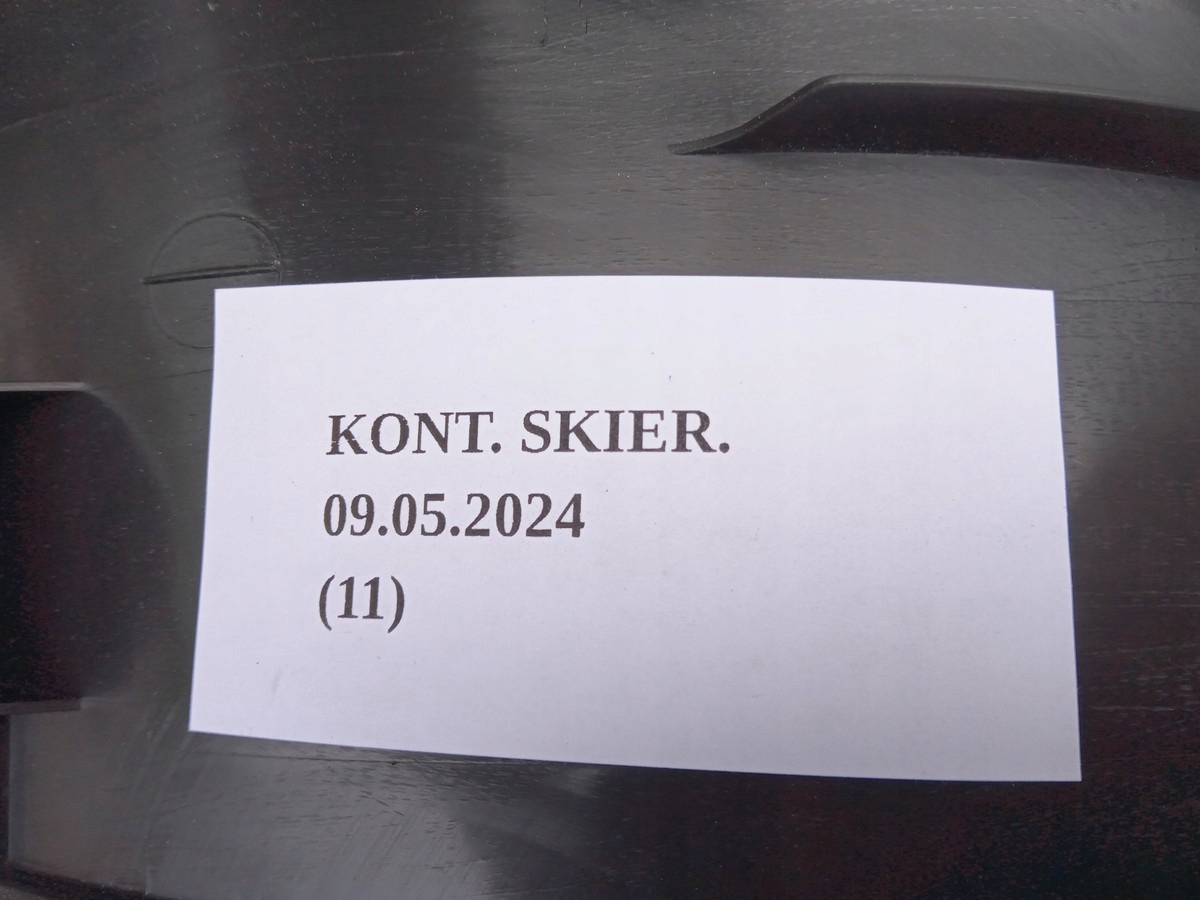 KONT. SKIER.
09.05.2024
(11)